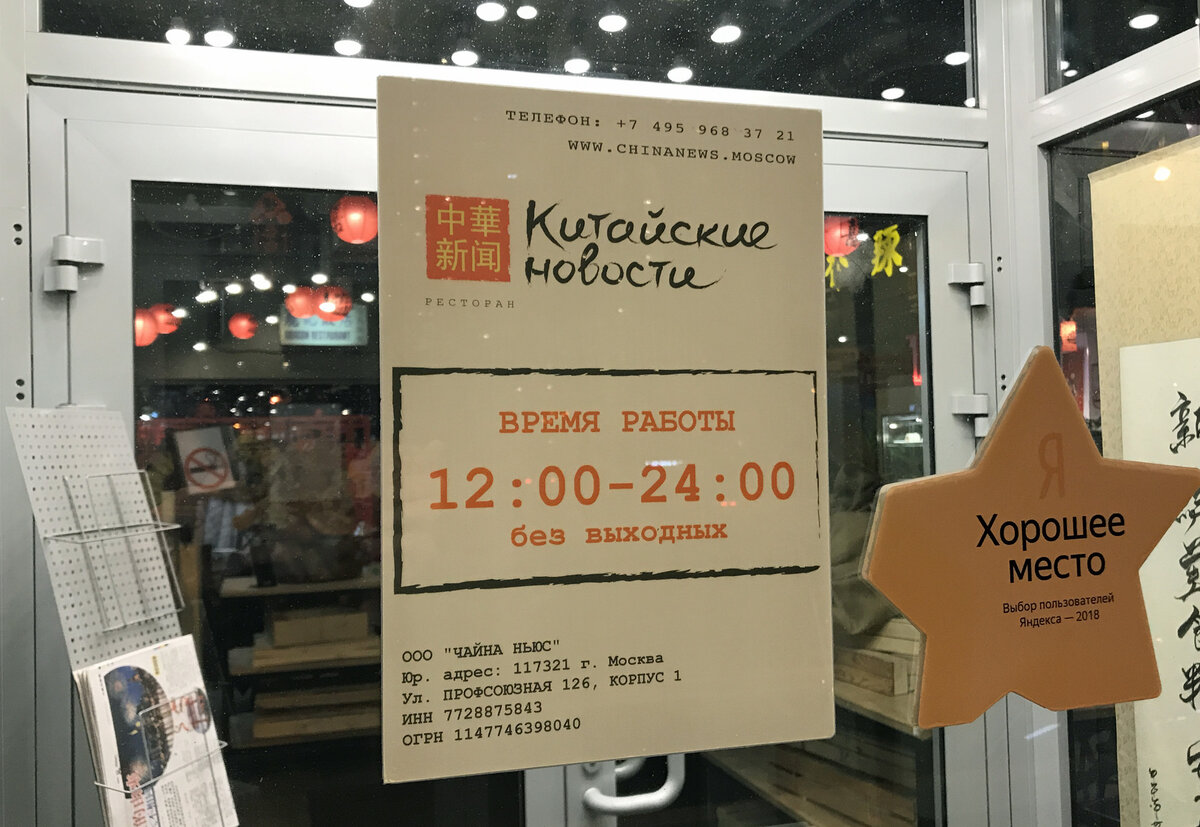 ТЕЛЕФОН: +7 495 968 37 21
WWW.CHINANEWS.MOSCOW
中華
新闻
Китайские
новости
РЕСТОРАН
ВРЕМЯ РАБОТЫ
12:00-24:00
без выходных
ООО "ЧАЙНА НЬЮС"
Юр. адрес: 117321 г. Москва
Ул. ПРОФСОЮЗНАЯ 126, КОРПУС 1
ИНН 7728875843
ОГРН 1147746398040
Я
Хорошее
место
Выбор пользователей
Яндекса — 2018